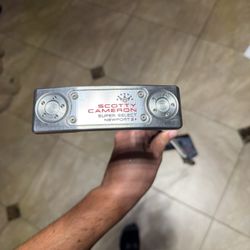 SCOTTY
CAMERON
SUPER SELECT
NEWPORT 2+